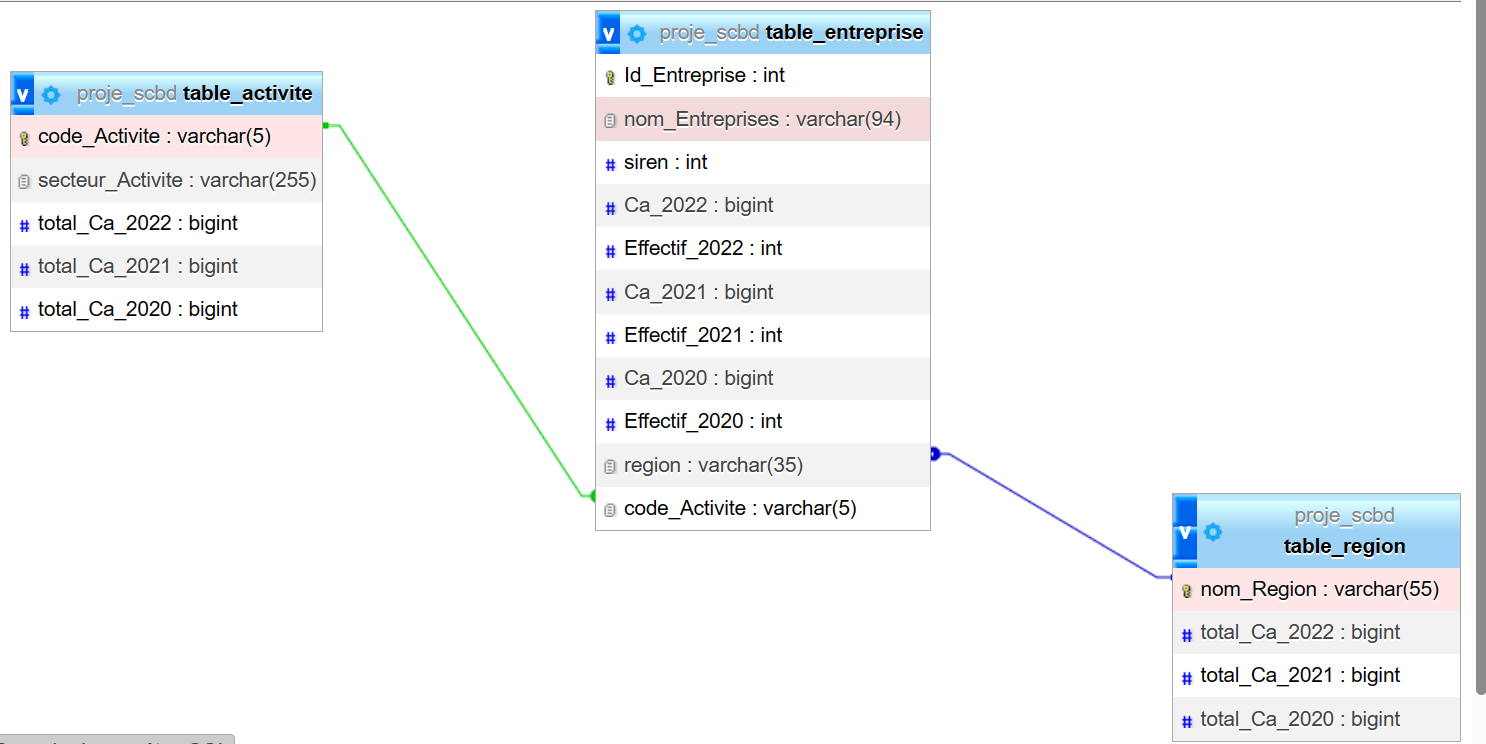 proje_scbd table_activite
code_Activite : varchar(5)
secteur_Activite : varchar(255)
total_Ca_2022 : bigint
total_Ca_2021 : bigint
total_Ca_2020 : bigint
proje_scbd table_entreprise
Id_Entreprise : int
nom_Entreprises : varchar(94)
siren : int
Ca_2022 : bigint
Effectif_2022 : int
Ca_2021 : bigint
Effectif_2021 : int
Ca_2020 : bigint
Effectif_2020 : int
region : varchar(35)
code_Activite : varchar(5)
proje_scbd
table_region
nom_Region : varchar(55)
total_Ca_2022 : bigint
total_Ca_2021 : bigint
total_Ca_2020 : bigint